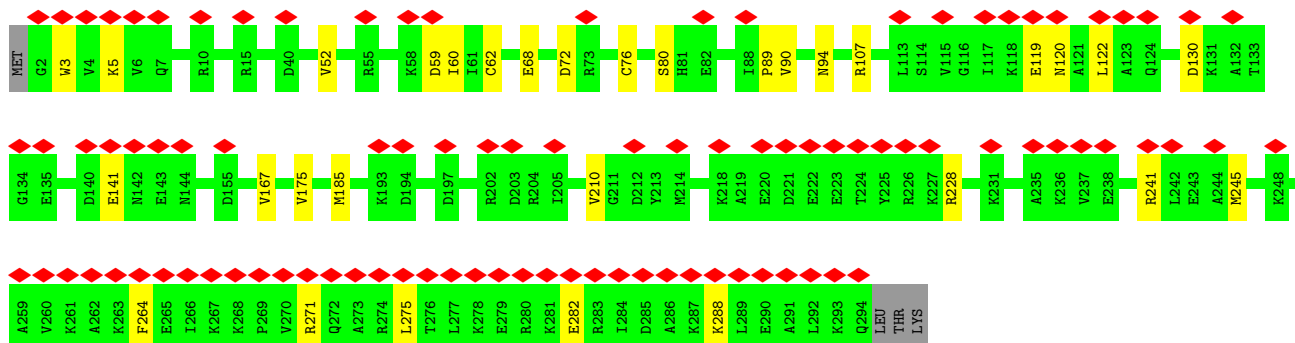 MET G2 W3 V4 K5 V6 Q7 R10 R15 D40 V52 R55 K58 D59 I60 I61 C62 E68 D72 R73 C76 S80 H81 E82 I88 P89 V90 N94 R107 L113 S114 V115 G116 I117 K118 E119 N120 A121 L122 A123 Q124 D130 K131 A132 T133
G134 E135 D140 E141 N142 E143 N144 D155 V167 V175 M185 K193 D194 D197 R202 D203 R204 I205 V210 G211 D212 Y213 M214 K218 A219 E220 D221 E222 E223 T224 Y225 R226 K227 R228 K231 A235 K236 V237 E238 R241 L242 E243 A244 M245 K248
A259 V260 K261 A262 K263 F264 E265 I266 K267 K268 P269 V270 R271 Q272 A273 R274 L275 T276 L277 K278 E279 R280 K281 E282 R283 I284 D285 A286 K287 K288 L289 E290 A291 L292 K293 Q294 LEU THR LYS